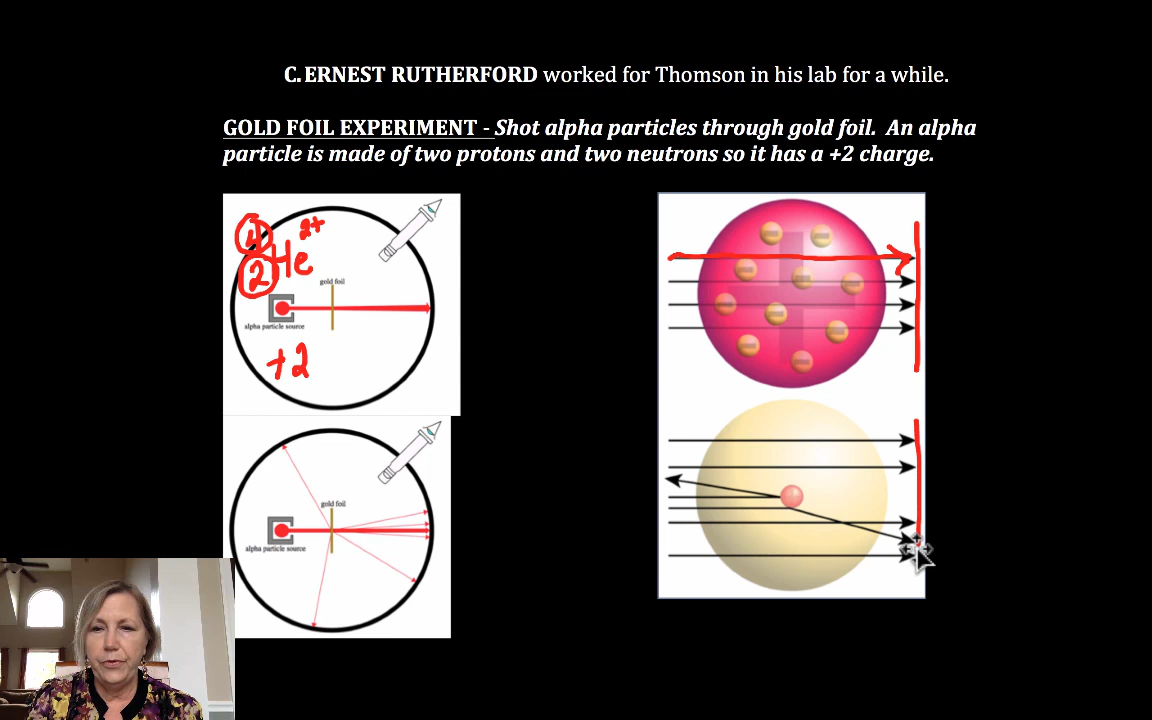 C. ERNEST RUTHERFORD worked for Thomson in his lab for a while.
GOLD FOIL EXPERIMENT - Shot alpha particles through gold foil. An alpha
particle is made of two protons and two neutrons so it has a +2 charge.
4
2
He
2+
gold foil
alpha particle source
+2
gold foil
alpha particle source